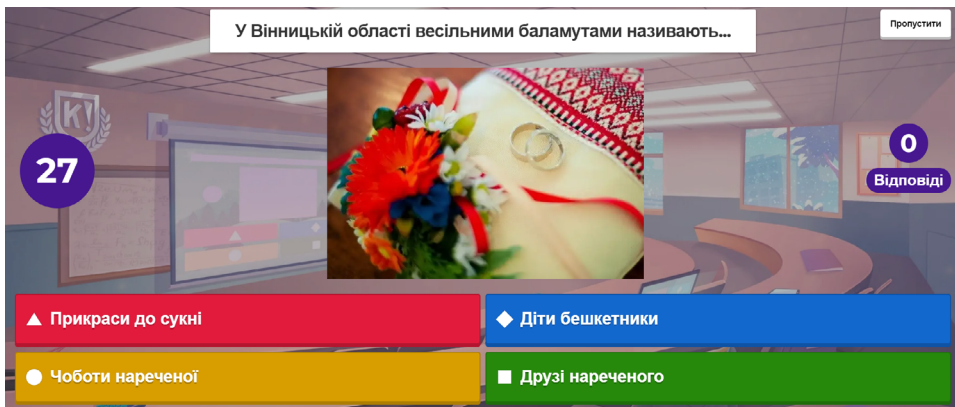 У Вінницькій області весільними баламутами називають...
Пропустити
K!
27
0
Відповіді
Прикраси до сукні
Діти бешкетники
Чоботи нареченої
Друзі нареченого